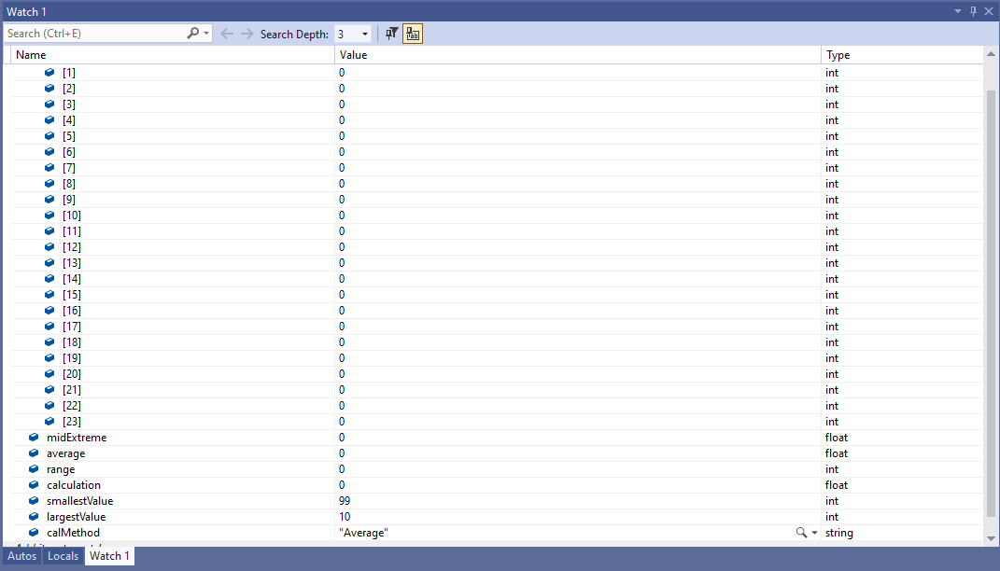 Watch 1
Search (Ctrl+E) Search Depth: 3
Name Value Type
[1] 0 int
[2] 0 int
[3] 0 int
[4] 0 int
[5] 0 int
[6] 0 int
[7] 0 int
[8] 0 int
[9] 0 int
[10] 0 int
[11] 0 int
[12] 0 int
[13] 0 int
[14] 0 int
[15] 0 int
[16] 0 int
[17] 0 int
[18] 0 int
[19] 0 int
[20] 0 int
[21] 0 int
[22] 0 int
[23] 0 int
midExtreme 0 float
average 0 float
range 0 int
calculation 0 float
smallestValue 99 int
largestValue 10 int
calMethod "Average" string
Autos Locals Watch 1